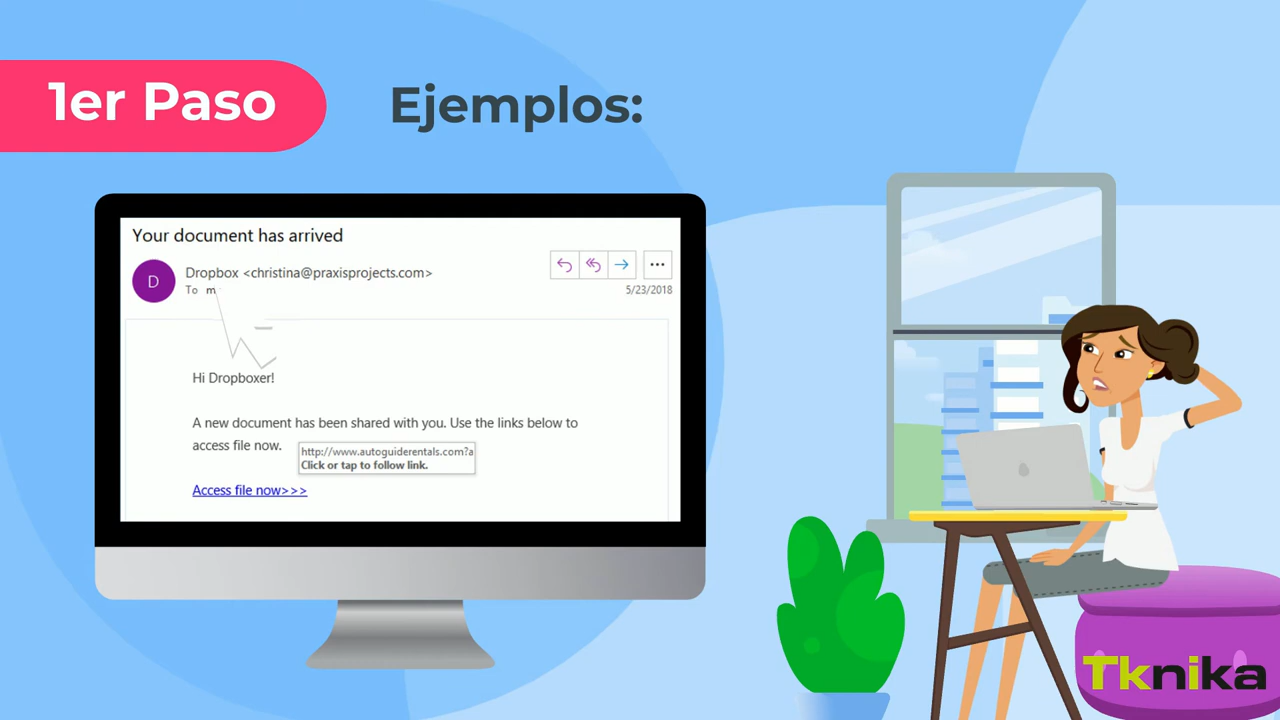 1er Paso
Ejemplos:
Your document has arrived
D
Dropbox <christina@praxisprojects.com>
To m
5/23/2018
Hi Dropboxer!
A new document has been shared with you. Use the links below to
access file now.
http://www.autoguiderentals.com?a
Click or tap to follow link.
Access file now>>>
Tknika